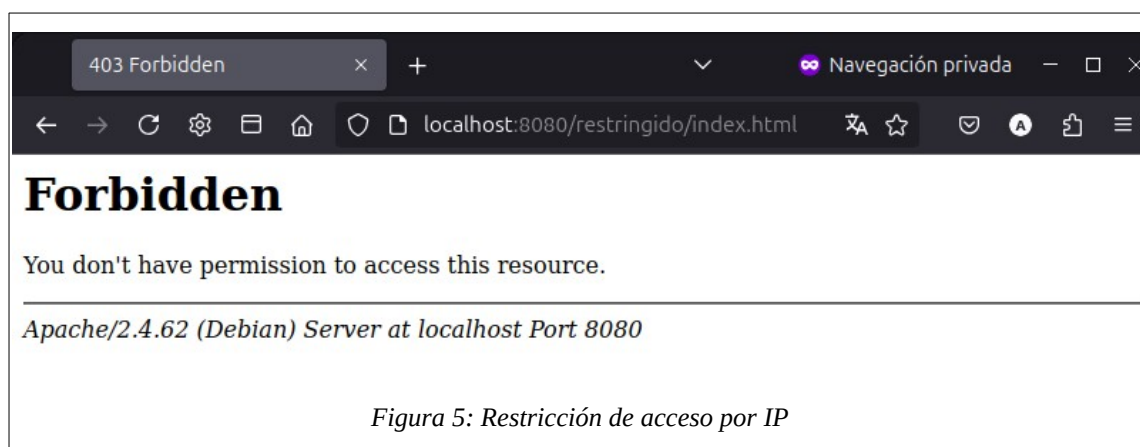 403 Forbidden
Navegación privada
localhost:8080/restringido/index.html
Forbidden
You don't have permission to access this resource.
Apache/2.4.62 (Debian) Server at localhost Port 8080
Figura 5: Restricción de acceso por IP